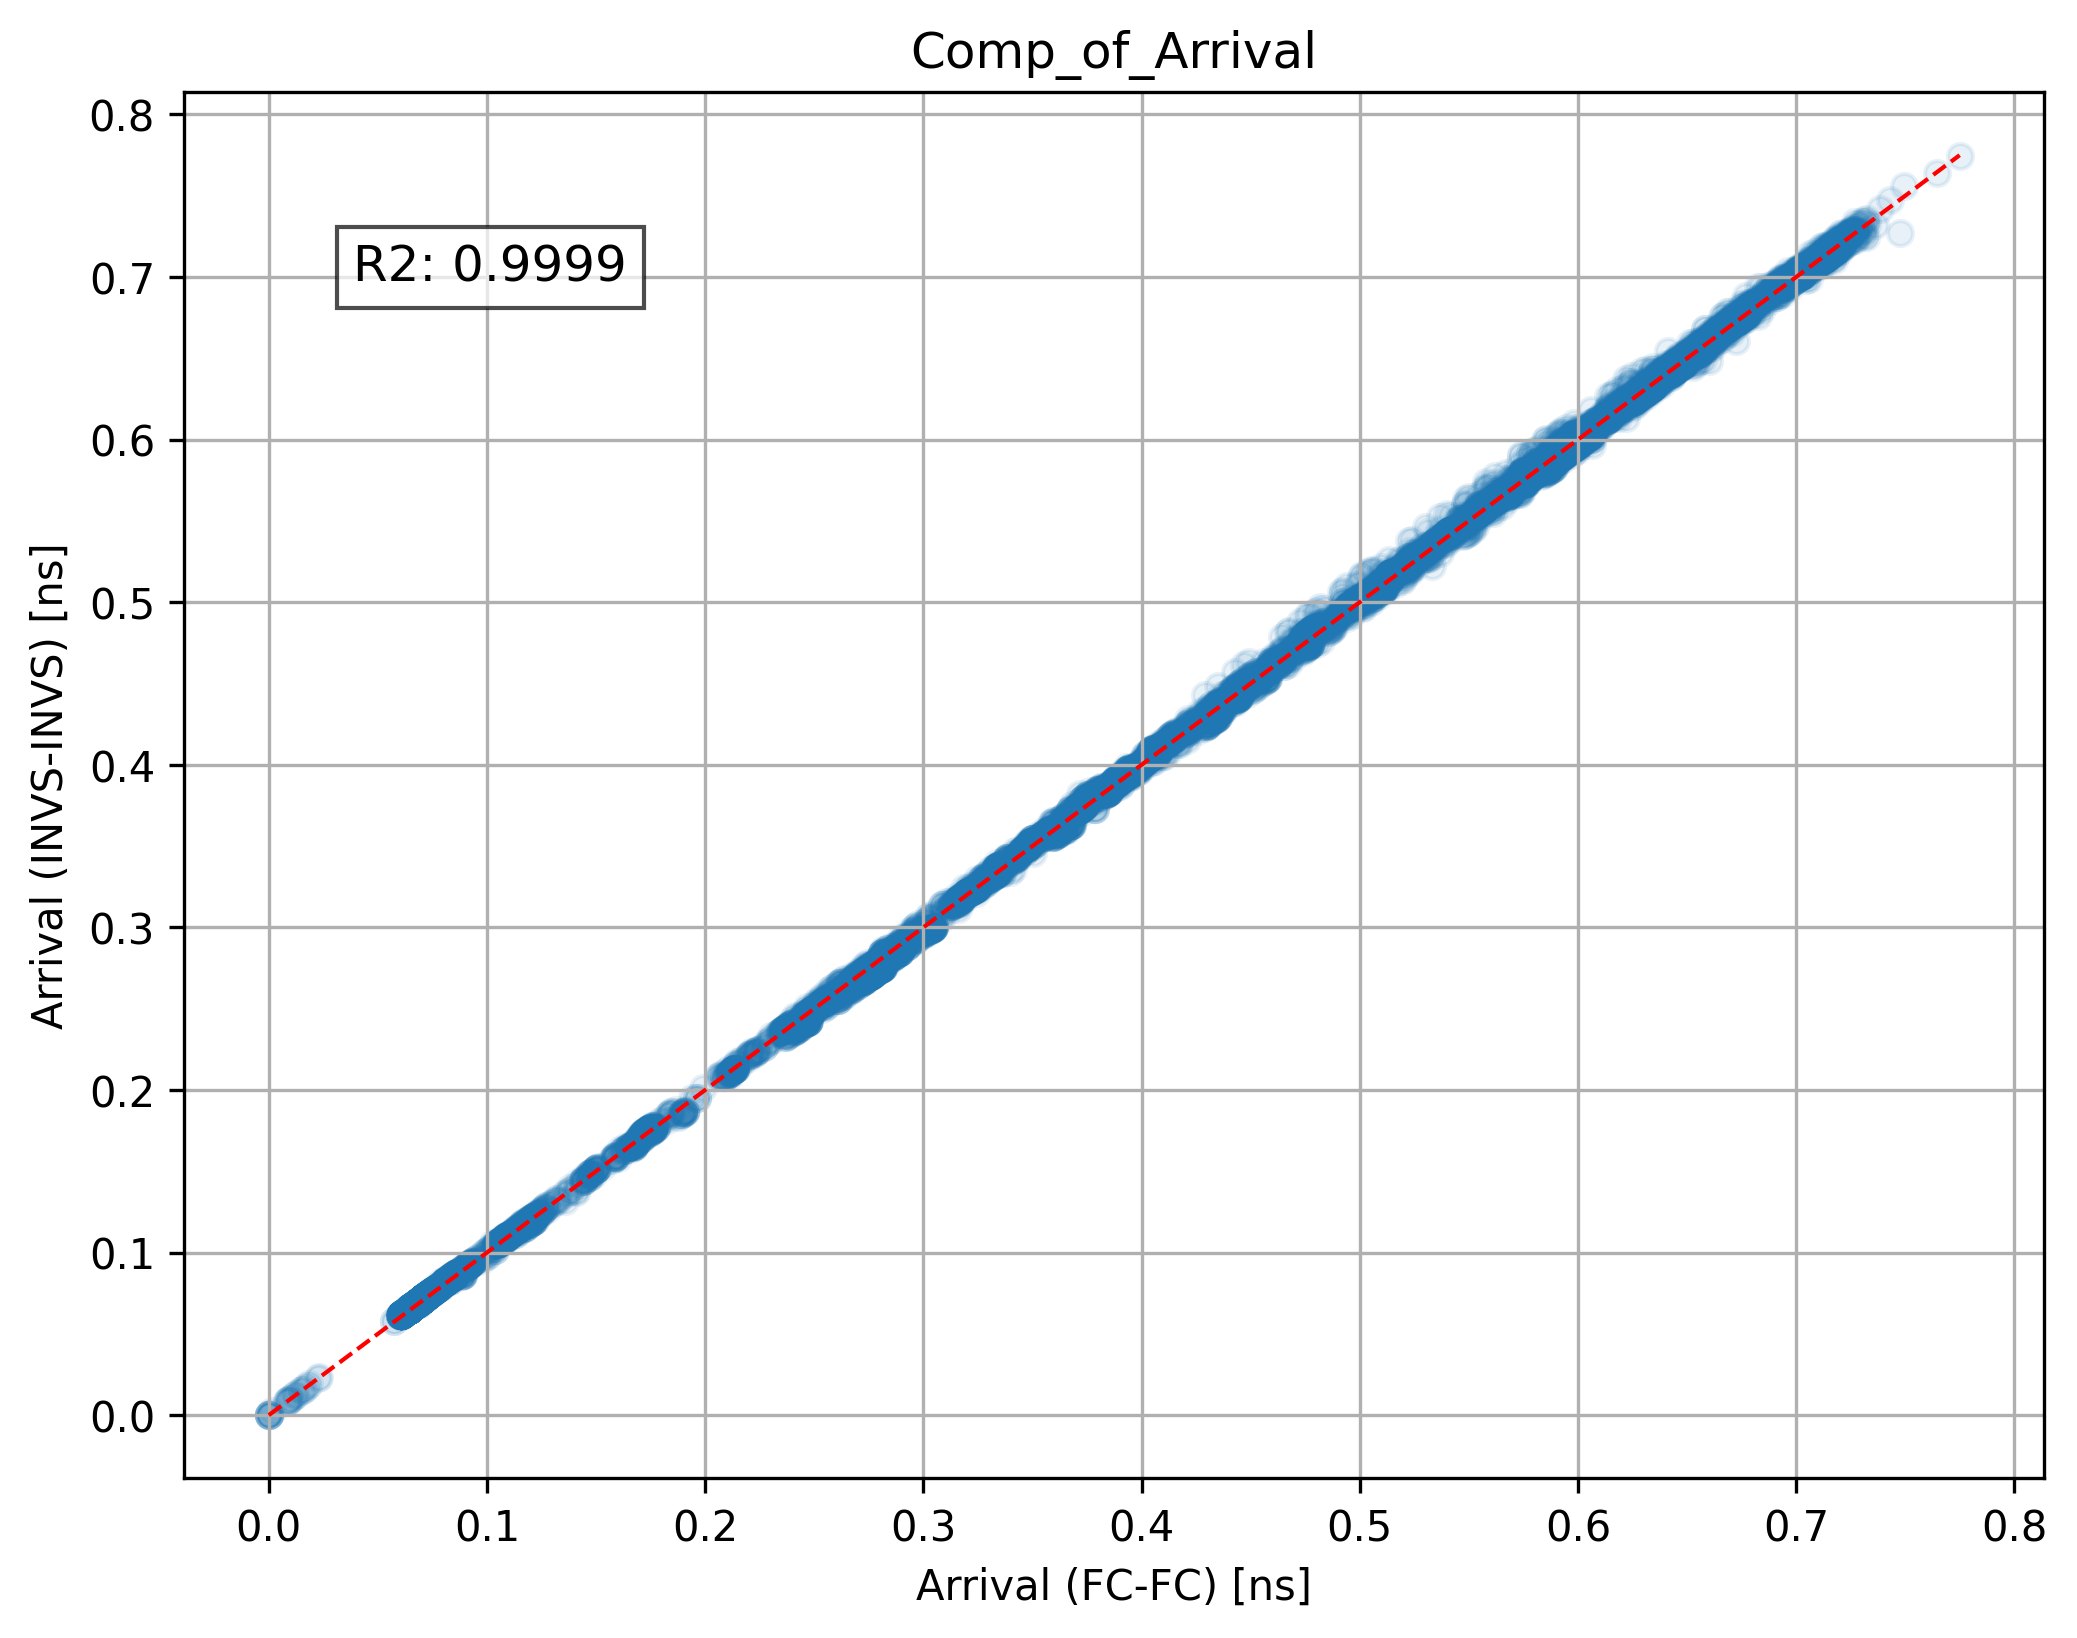 Comp_of_Arrival
0.8
0.7
0.6
0.5
0.4
0.3
0.2
0.1
0.0
R2: 0.9999
Arrival (INVS-INVS) [ns]
0.0 0.1 0.2 0.3 0.4 0.5 0.6 0.7 0.8
Arrival (FC-FC) [ns]